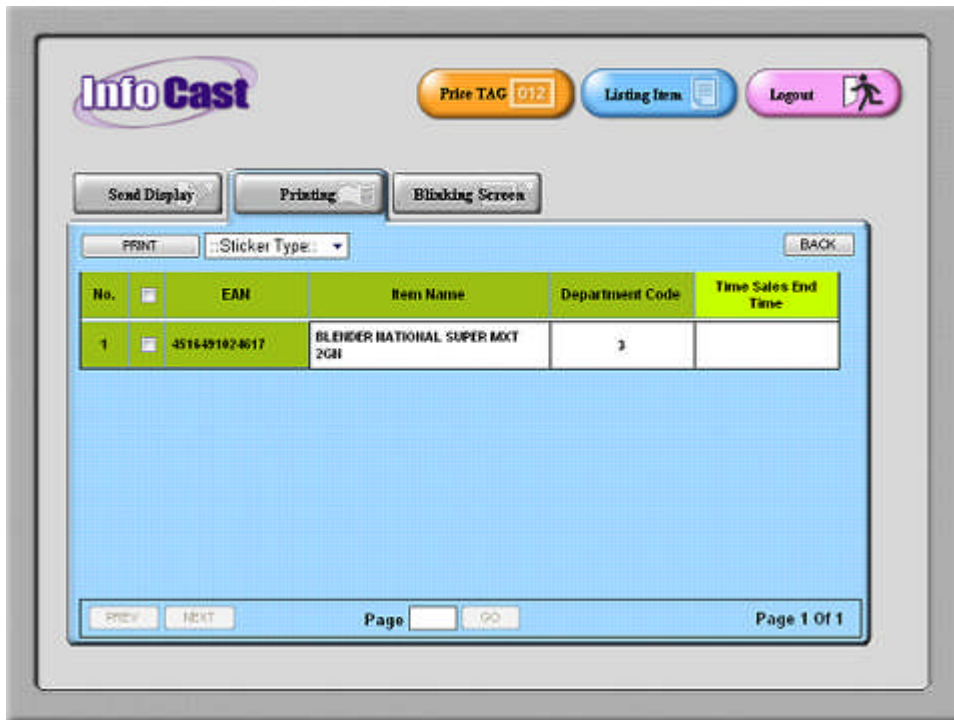 Info Cast
Price TAG 012
Listing Item
Logout
Send Display
Printing
Blinking Screen
PRINT
::Sticker Type::
BACK
No.
EAN
Item Name
Department Code
Time Sales End
Time
1
4516491024617
BLENDER NATIONAL SUPER MXT
2GN
3
PREV
NEXT
Page
GO
Page 1 Of 1